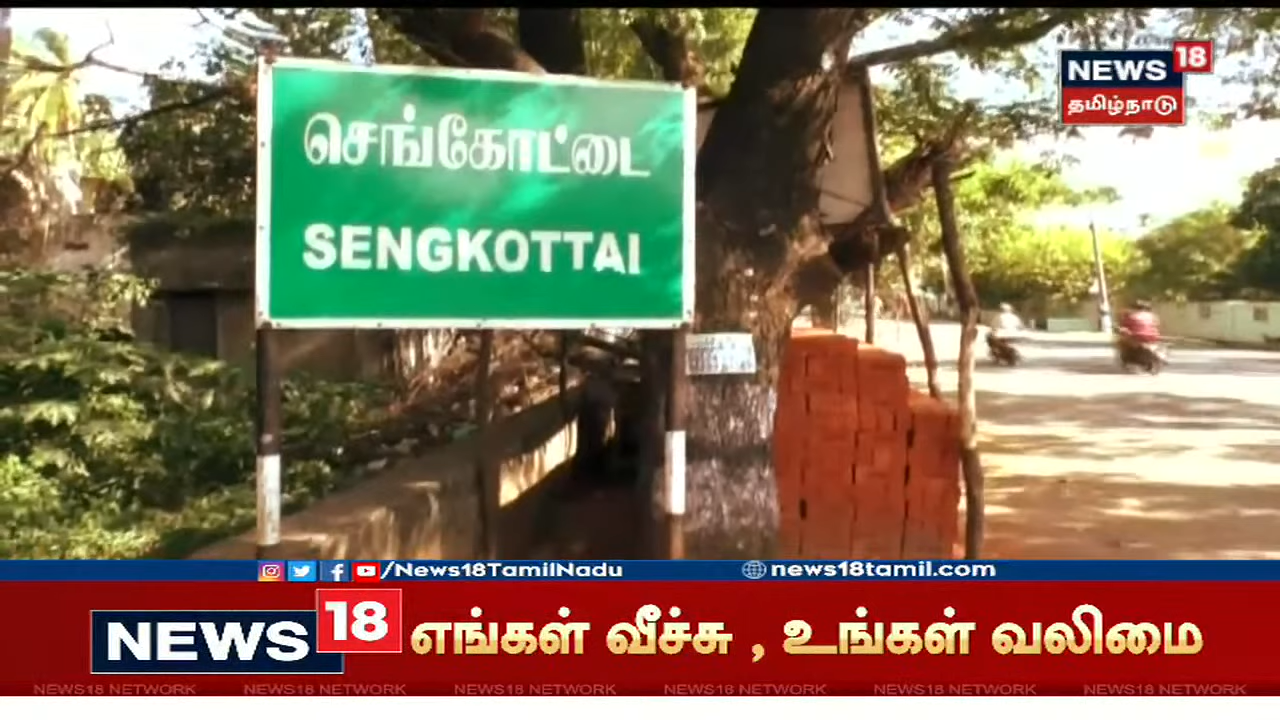 NEWS 18
தமிழ்நாடு
செங்கோட்டை
SENGKOTTAI
/News18TamilNadu
news18tamil.com
NEWS 18 எங்கள் வீச்சு , உங்கள் வலிமை
NEWS18 NETWORK NEWS18 NETWORK NEWS18 NETWORK NEWS18 NETWORK NEWS18 NETWORK NEWS18 NETWORK